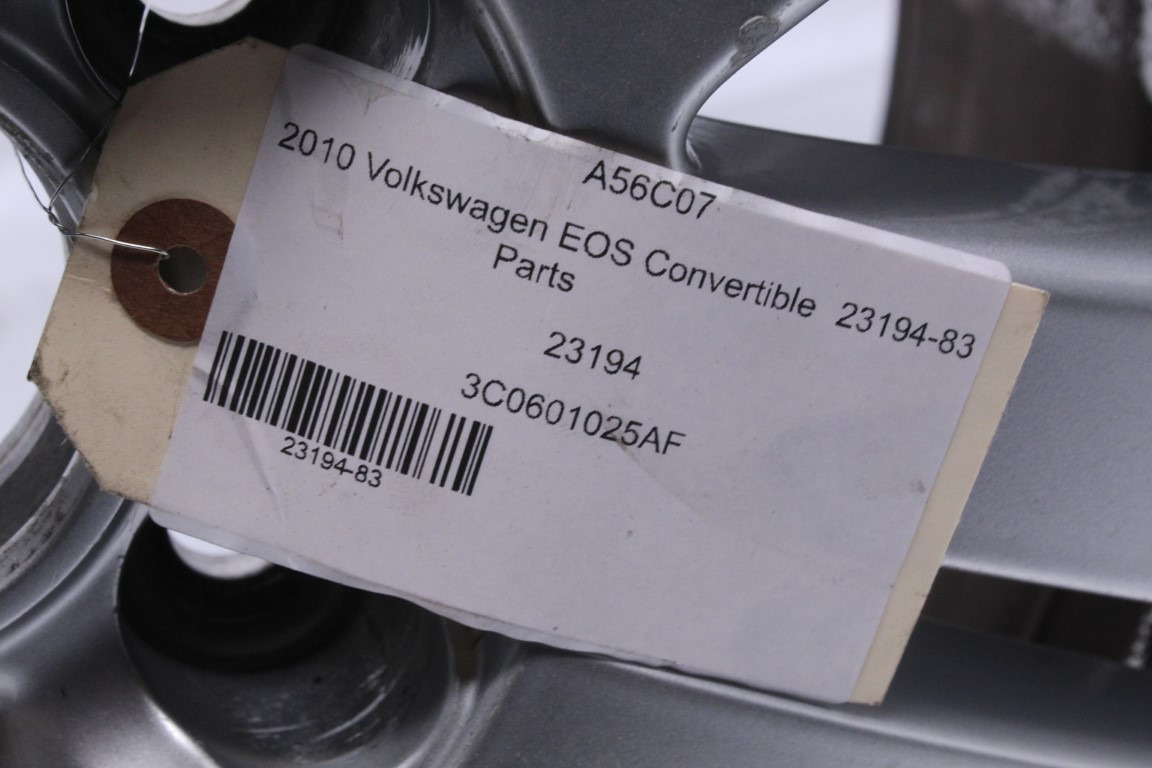 A56C07
2010 Volkswagen EOS Convertible 23194-83
Parts
23194
3C0601025AF
23194-83